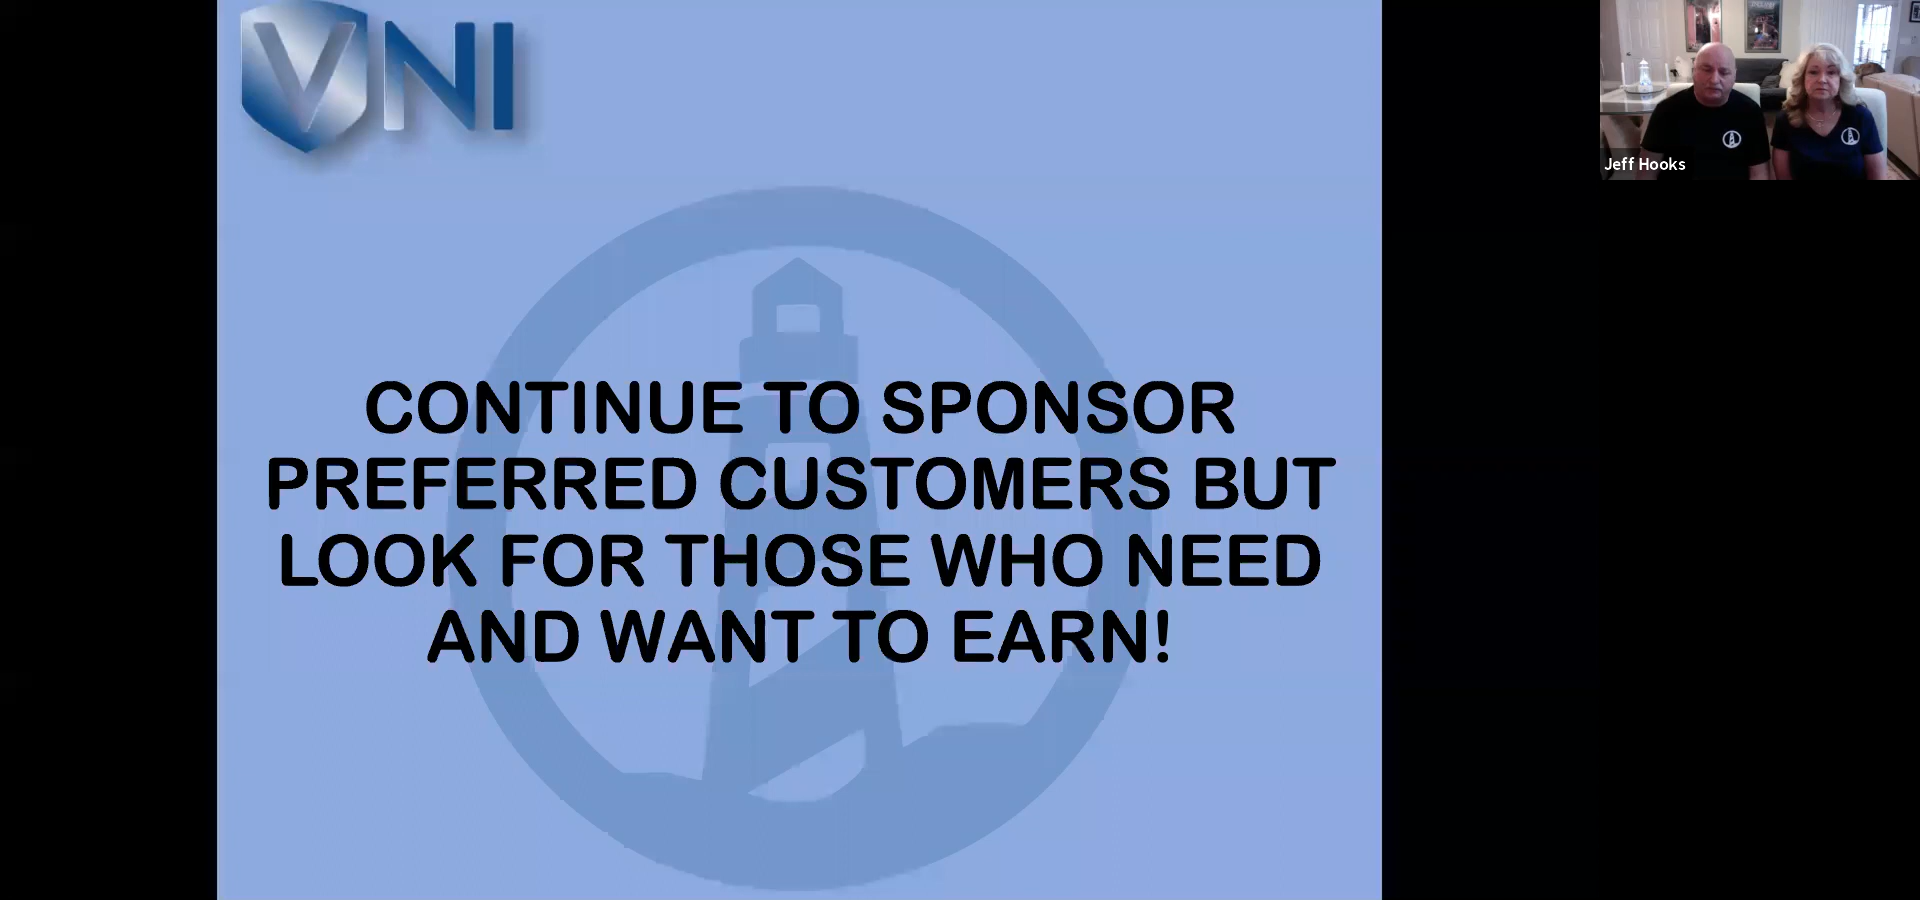 VNI
Jeff Hooks
CONTINUE TO SPONSOR
PREFERRED CUSTOMERS BUT
LOOK FOR THOSE WHO NEED
AND WANT TO EARN!